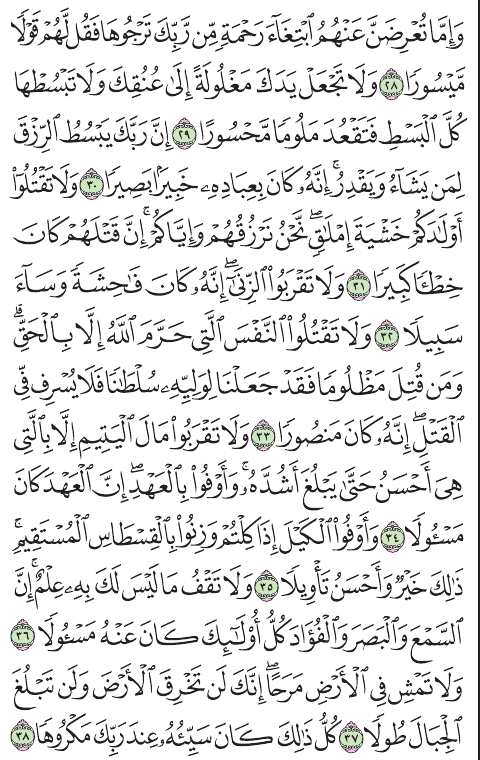 وَإِمَّا تُعْرِضَنَّ عَنْهُمُ ٱبْتِغَآءَ رَحْمَةٍ مِّن رَّبِّكَ تَرْجُوهَا فَقُل لَّهُمْ قَوْلًا
مَّيْسُورًا ٢٨ وَلَا تَجْعَلْ يَدَكَ مَغْلُولَةً إِلَىٰ عُنُقِكَ وَلَا تَبْسُطْهَا
كُلَّ ٱلْبَسْطِ فَتَقْعُدَ مَلُومًا مَّحْسُورًا ٢٩ إِنَّ رَبَّكَ يَبْسُطُ ٱلرِّزْقَ
لِمَن يَشَآءُ وَيَقْدِرُ ۚ إِنَّهُۥ كَانَ بِعِبَادِهِۦ خَبِيرًۢا بَصِيرًا ٣٠ وَلَا تَقْتُلُوٓا۟
أَوْلَـٰدَكُمْ خَشْيَةَ إِمْلَـٰقٍ ۖ نَّحْنُ نَرْزُقُهُمْ وَإِيَّاكُمْ ۚ إِنَّ قَتْلَهُمْ كَانَ
خِطْـًٔا كَبِيرًا ٣١ وَلَا تَقْرَبُوا۟ ٱلزِّنَىٰٓ ۖ إِنَّهُۥ كَانَ فَـٰحِشَةً وَسَآءَ
سَبِيلًا ٣٢ وَلَا تَقْتُلُوا۟ ٱلنَّفْسَ ٱلَّتِى حَرَّمَ ٱللَّهُ إِلَّا بِٱلْحَقِّ ۗ
وَمَن قُتِلَ مَظْلُومًا فَقَدْ جَعَلْنَا لِوَلِيِّهِۦ سُلْطَـٰنًا فَلَا يُسْرِف فِّى
ٱلْقَتْلِ ۖ إِنَّهُۥ كَانَ مَنصُورًا ٣٣ وَلَا تَقْرَبُوا۟ مَالَ ٱلْيَتِيمِ إِلَّا بِٱلَّتِى
هِىَ أَحْسَنُ حَتَّىٰ يَبْلُغَ أَشُدَّهُۥ ۚ وَأَوْفُوا۟ بِٱلْعَهْدِ ۖ إِنَّ ٱلْعَهْدَ كَانَ
مَسْـُٔولًا ٣٤ وَأَوْفُوا۟ ٱلْكَيْلَ إِذَا كِلْتُمْ وَزِنُوا۟ بِٱلْقِسْطَاسِ ٱلْمُسْتَقِيمِ ۚ
ذَٰلِكَ خَيْرٌ وَأَحْسَنُ تَأْوِيلًا ٣٥ وَلَا تَقْفُ مَا لَيْسَ لَكَ بِهِۦ عِلْمٌ ۚ إِنَّ
ٱلسَّمْعَ وَٱلْبَصَرَ وَٱلْفُؤَادَ كُلُّ أُو۟لَـٰٓئِكَ كَانَ عَنْهُ مَسْـُٔولًا ٣٦
وَلَا تَمْشِ فِى ٱلْأَرْضِ مَرَحًا ۖ إِنَّكَ لَن تَخْرِقَ ٱلْأَرْضَ وَلَن تَبْلُغَ
ٱلْجِبَالَ طُولًا ٣٧ كُلُّ ذَٰلِكَ كَانَ سَيِّئُهُۥ عِندَ رَبِّكَ مَكْرُوهًا ٣٨